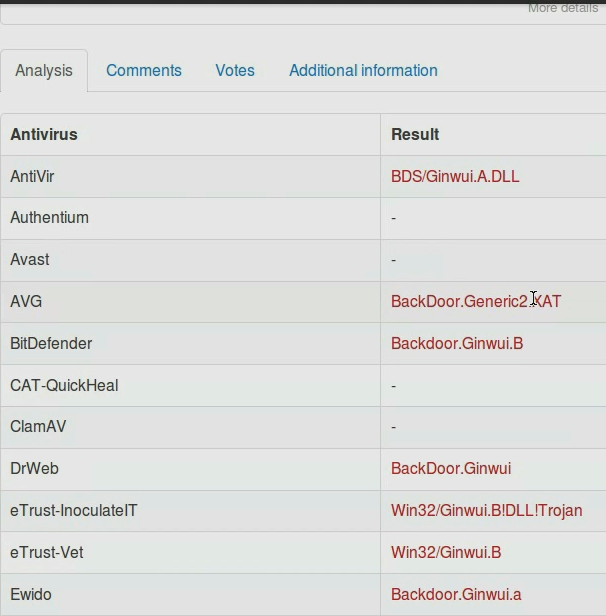 More details
Analysis Comments Votes Additional information
Antivirus Result
AntiVir BDS/Ginwui.A.DLL
Authentium -
Avast -
AVG BackDoor.Generic2.XAT
BitDefender Backdoor.Ginwui.B
CAT-QuickHeal -
ClamAV -
DrWeb BackDoor.Ginwui
eTrust-InoculateIT Win32/Ginwui.B!DLL!Trojan
eTrust-Vet Win32/Ginwui.B
Ewido Backdoor.Ginwui.a